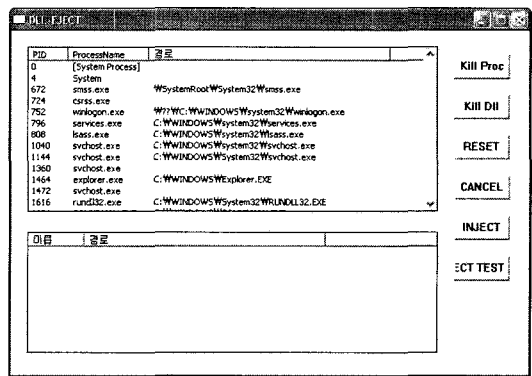 DLL-EJECT
PID ProcessName 경로
0 [System Process]
4 System
672 smss.exe ₩SystemRoot₩System32₩smss.exe
724 csrss.exe
752 winlogon.exe ₩??₩C:₩WINDOWS₩system32₩winlogon.exe
796 services.exe C:₩WINDOWS₩system32₩services.exe
808 lsass.exe C:₩WINDOWS₩system32₩lsass.exe
1040 svchost.exe C:₩WINDOWS₩system32₩svchost.exe
1144 svchost.exe C:₩WINDOWS₩System32₩svchost.exe
1360 svchost.exe
1464 explorer.exe C:₩WINDOWS₩Explorer.EXE
1472 svchost.exe
1616 rundll32.exe C:₩WINDOWS₩System32₩RUNDLL32.EXE
Kill Proc
Kill Dll
RESET
CANCEL
INJECT
ECT TEST
이름 경로